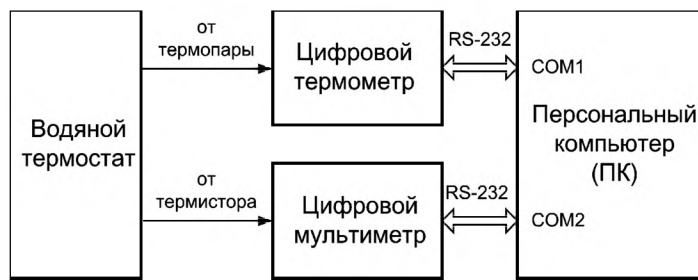 Водяной
термостат
от
термопары
от
термистора
Цифровой
термометр
Цифровой
мультиметр
RS-232
RS-232
COM1
Персональный
компьютер
(ПК)
COM2